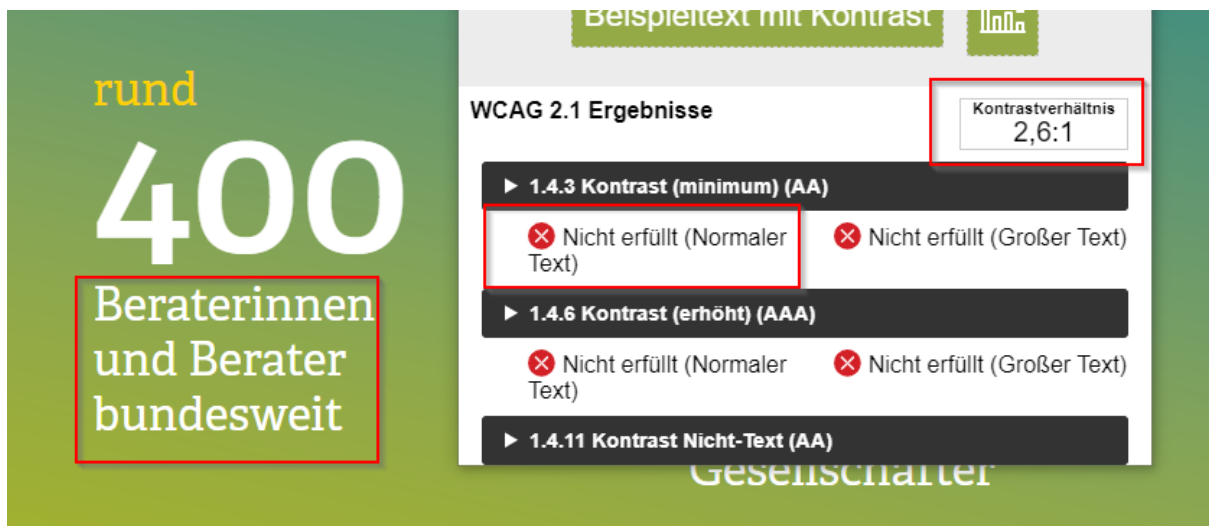 Beispieltext mit Kontrast
rund
400
Beraterinnen
und Berater
bundesweit
WCAG 2.1 Ergebnisse
Kontrastverhältnis
2,6:1
1.4.3 Kontrast (minimum) (AA)
Nicht erfüllt (Normaler
Text)
Nicht erfüllt (Großer Text)
1.4.6 Kontrast (erhöht) (AAA)
Nicht erfüllt (Normaler
Text)
Nicht erfüllt (Großer Text)
1.4.11 Kontrast Nicht-Text (AA)
Gesellschafter